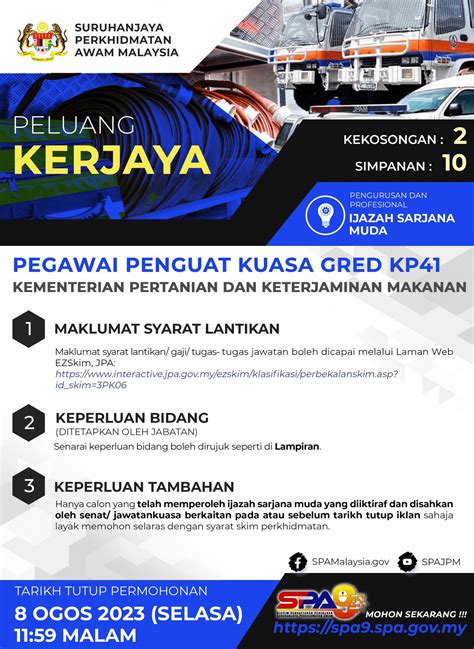 SURUHANJAYA
PERKHIDMATAN
AWAM MALAYSIA
JPAM
PELUANG
KERJAYA
KEKOSONGAN : 2
SIMPANAN : 10
PENGURUSAN DAN
PROFESIONAL
IJAZAH SARJANA
MUDA
PEGAWAI PENGUAT KUASA GRED KP41
KEMENTERIAN PERTANIAN DAN KETERJAMINAN MAKANAN
1 MAKLUMAT SYARAT LANTIKAN
Maklumat syarat lantikan/ gaji/ tugas- tugas jawatan boleh dicapai melalui Laman Web
EZSkim, JPA:
https://www.interactive.jpa.gov.my/ezskim/klasifikasi/perbekalanskim.asp?
id_skim=3PK06
2 KEPERLUAN BIDANG
(DITETAPKAN OLEH JABATAN)
Senarai keperluan bidang boleh dirujuk seperti di Lampiran.
3 KEPERLUAN TAMBAHAN
Hanya calon yang telah memperoleh ijazah sarjana muda yang diiktiraf dan disahkan
oleh senat/ jawatankuasa berkaitan pada atau sebelum tarikh tutup iklan sahaja
layak memohon selaras dengan syarat skim perkhidmatan.
SPAMalaysia.gov SPAJPM
TARIKH TUTUP PERMOHONAN
8 OGOS 2023 (SELASA)
11:59 MALAM
SPA9
MOHON SEKARANG !!!
https://spa9.spa.gov.my